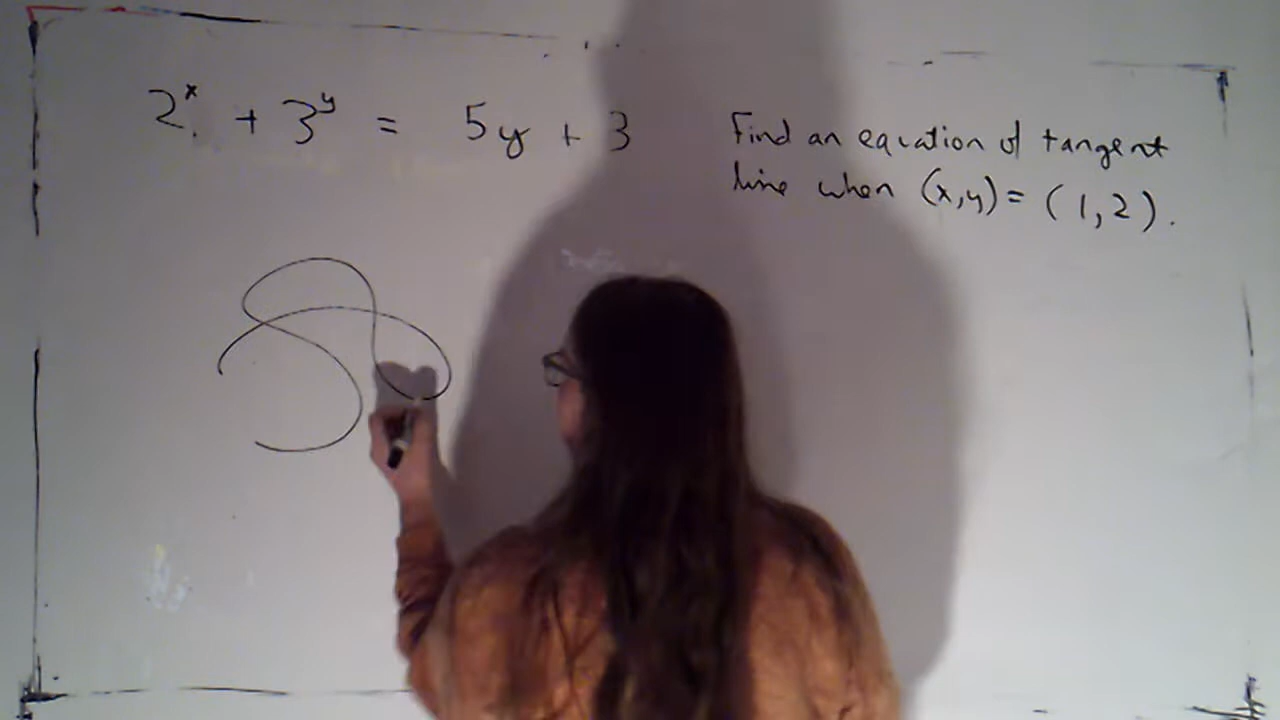 2^x + 3^y = 5y + 3
Find an equation of tangent
line when (x,y) = (1,2).